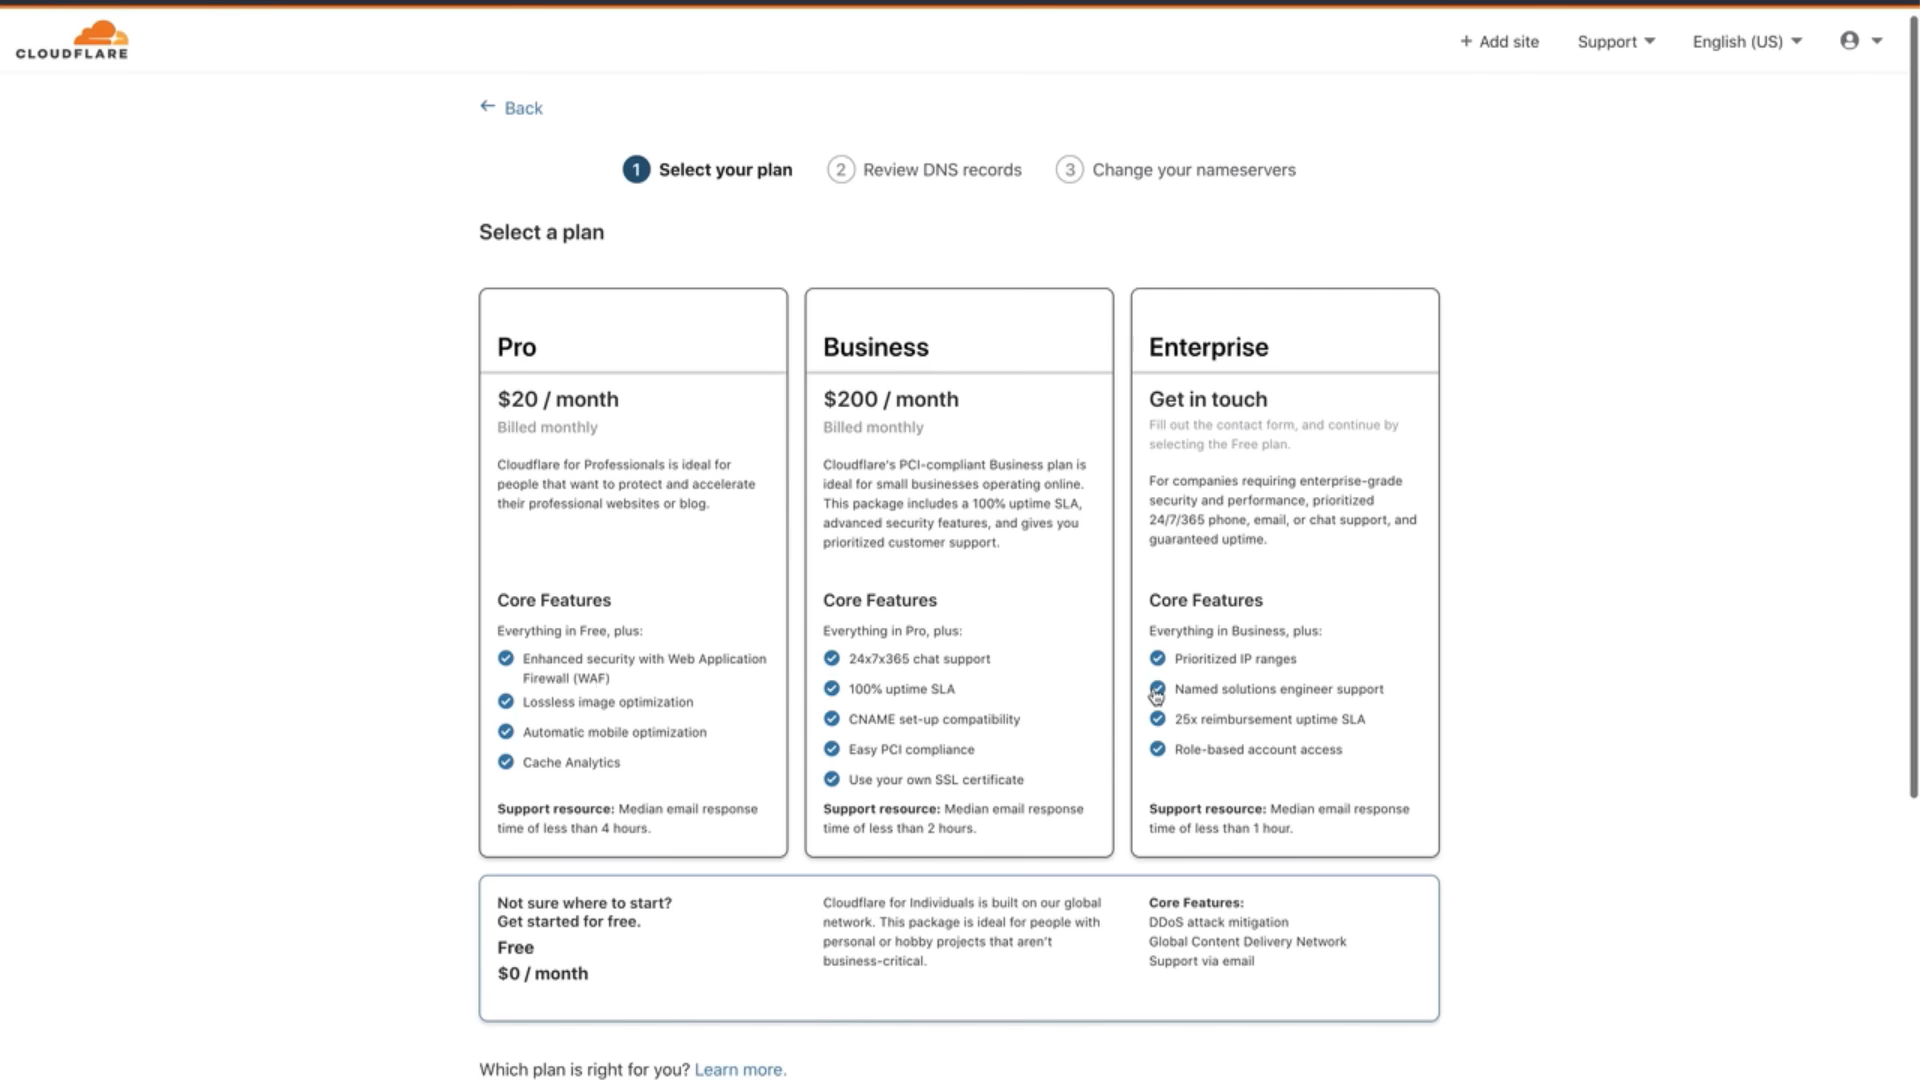 CLOUDFLARE
+ Add site
Support
English (US)
← Back
1 Select your plan
2 Review DNS records
3 Change your nameservers
Select a plan
Pro
$20 / month
Billed monthly
Cloudflare for Professionals is ideal for
people that want to protect and accelerate
their professional websites or blog.
Core Features
Everything in Free, plus:
Enhanced security with Web Application
Firewall (WAF)
Lossless image optimization
Automatic mobile optimization
Cache Analytics
Support resource: Median email response
time of less than 4 hours.
Business
$200 / month
Billed monthly
Cloudflare's PCI-compliant Business plan is
ideal for small businesses operating online.
This package includes a 100% uptime SLA,
advanced security features, and gives you
prioritized customer support.
Core Features
Everything in Pro, plus:
24x7x365 chat support
100% uptime SLA
CNAME set-up compatibility
Easy PCI compliance
Use your own SSL certificate
Support resource: Median email response
time of less than 2 hours.
Enterprise
Get in touch
Fill out the contact form, and continue by
selecting the Free plan.
For companies requiring enterprise-grade
security and performance, prioritized
24/7/365 phone, email, or chat support, and
guaranteed uptime.
Core Features
Everything in Business, plus:
Prioritized IP ranges
Named solutions engineer support
25x reimbursement uptime SLA
Role-based account access
Support resource: Median email response
time of less than 1 hour.
Not sure where to start?
Get started for free.
Free
$0 / month
Cloudflare for Individuals is built on our global
network. This package is ideal for people with
personal or hobby projects that aren't
business-critical.
Core Features:
DDoS attack mitigation
Global Content Delivery Network
Support via email
Which plan is right for you? Learn more.